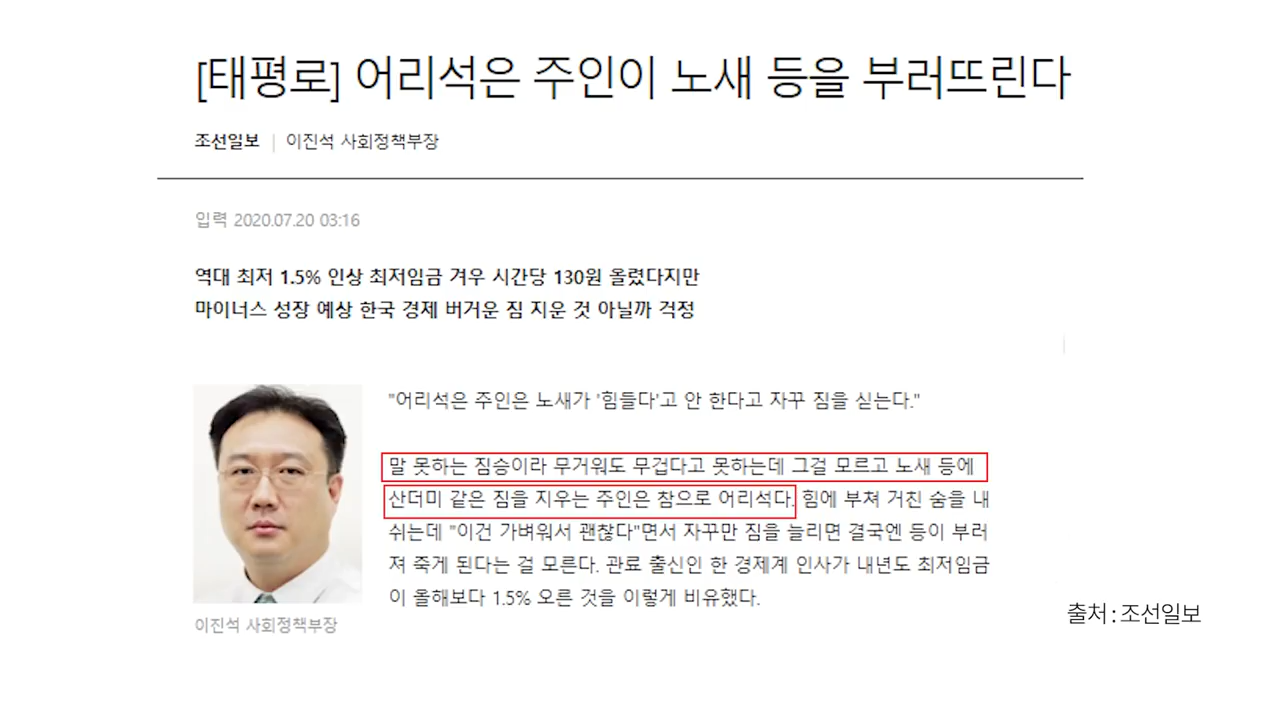 [태평로] 어리석은 주인이 노새 등을 부러뜨린다
조선일보 | 이진석 사회정책부장
입력 2020.07.20 03:16
역대 최저 1.5% 인상 최저임금 겨우 시간당 130원 올렸다지만
마이너스 성장 예상 한국 경제 버거운 짐 지운 것 아닐까 걱정
"어리석은 주인은 노새가 '힘들다'고 안 한다고 자꾸 짐을 싣는다."
말 못하는 짐승이라 무거워도 무겁다고 못하는데 그걸 모르고 노새 등에
산더미 같은 짐을 지우는 주인은 참으로 어리석다. 힘에 부쳐 거친 숨을 내
쉬는데 "이건 가벼워서 괜찮다"면서 자꾸만 짐을 늘리면 결국엔 등이 부러
져 죽게 된다는 걸 모른다. 관료 출신인 한 경제계 인사가 내년도 최저임금
이 올해보다 1.5% 오른 것을 이렇게 비유했다.
이진석 사회정책부장
출처 : 조선일보